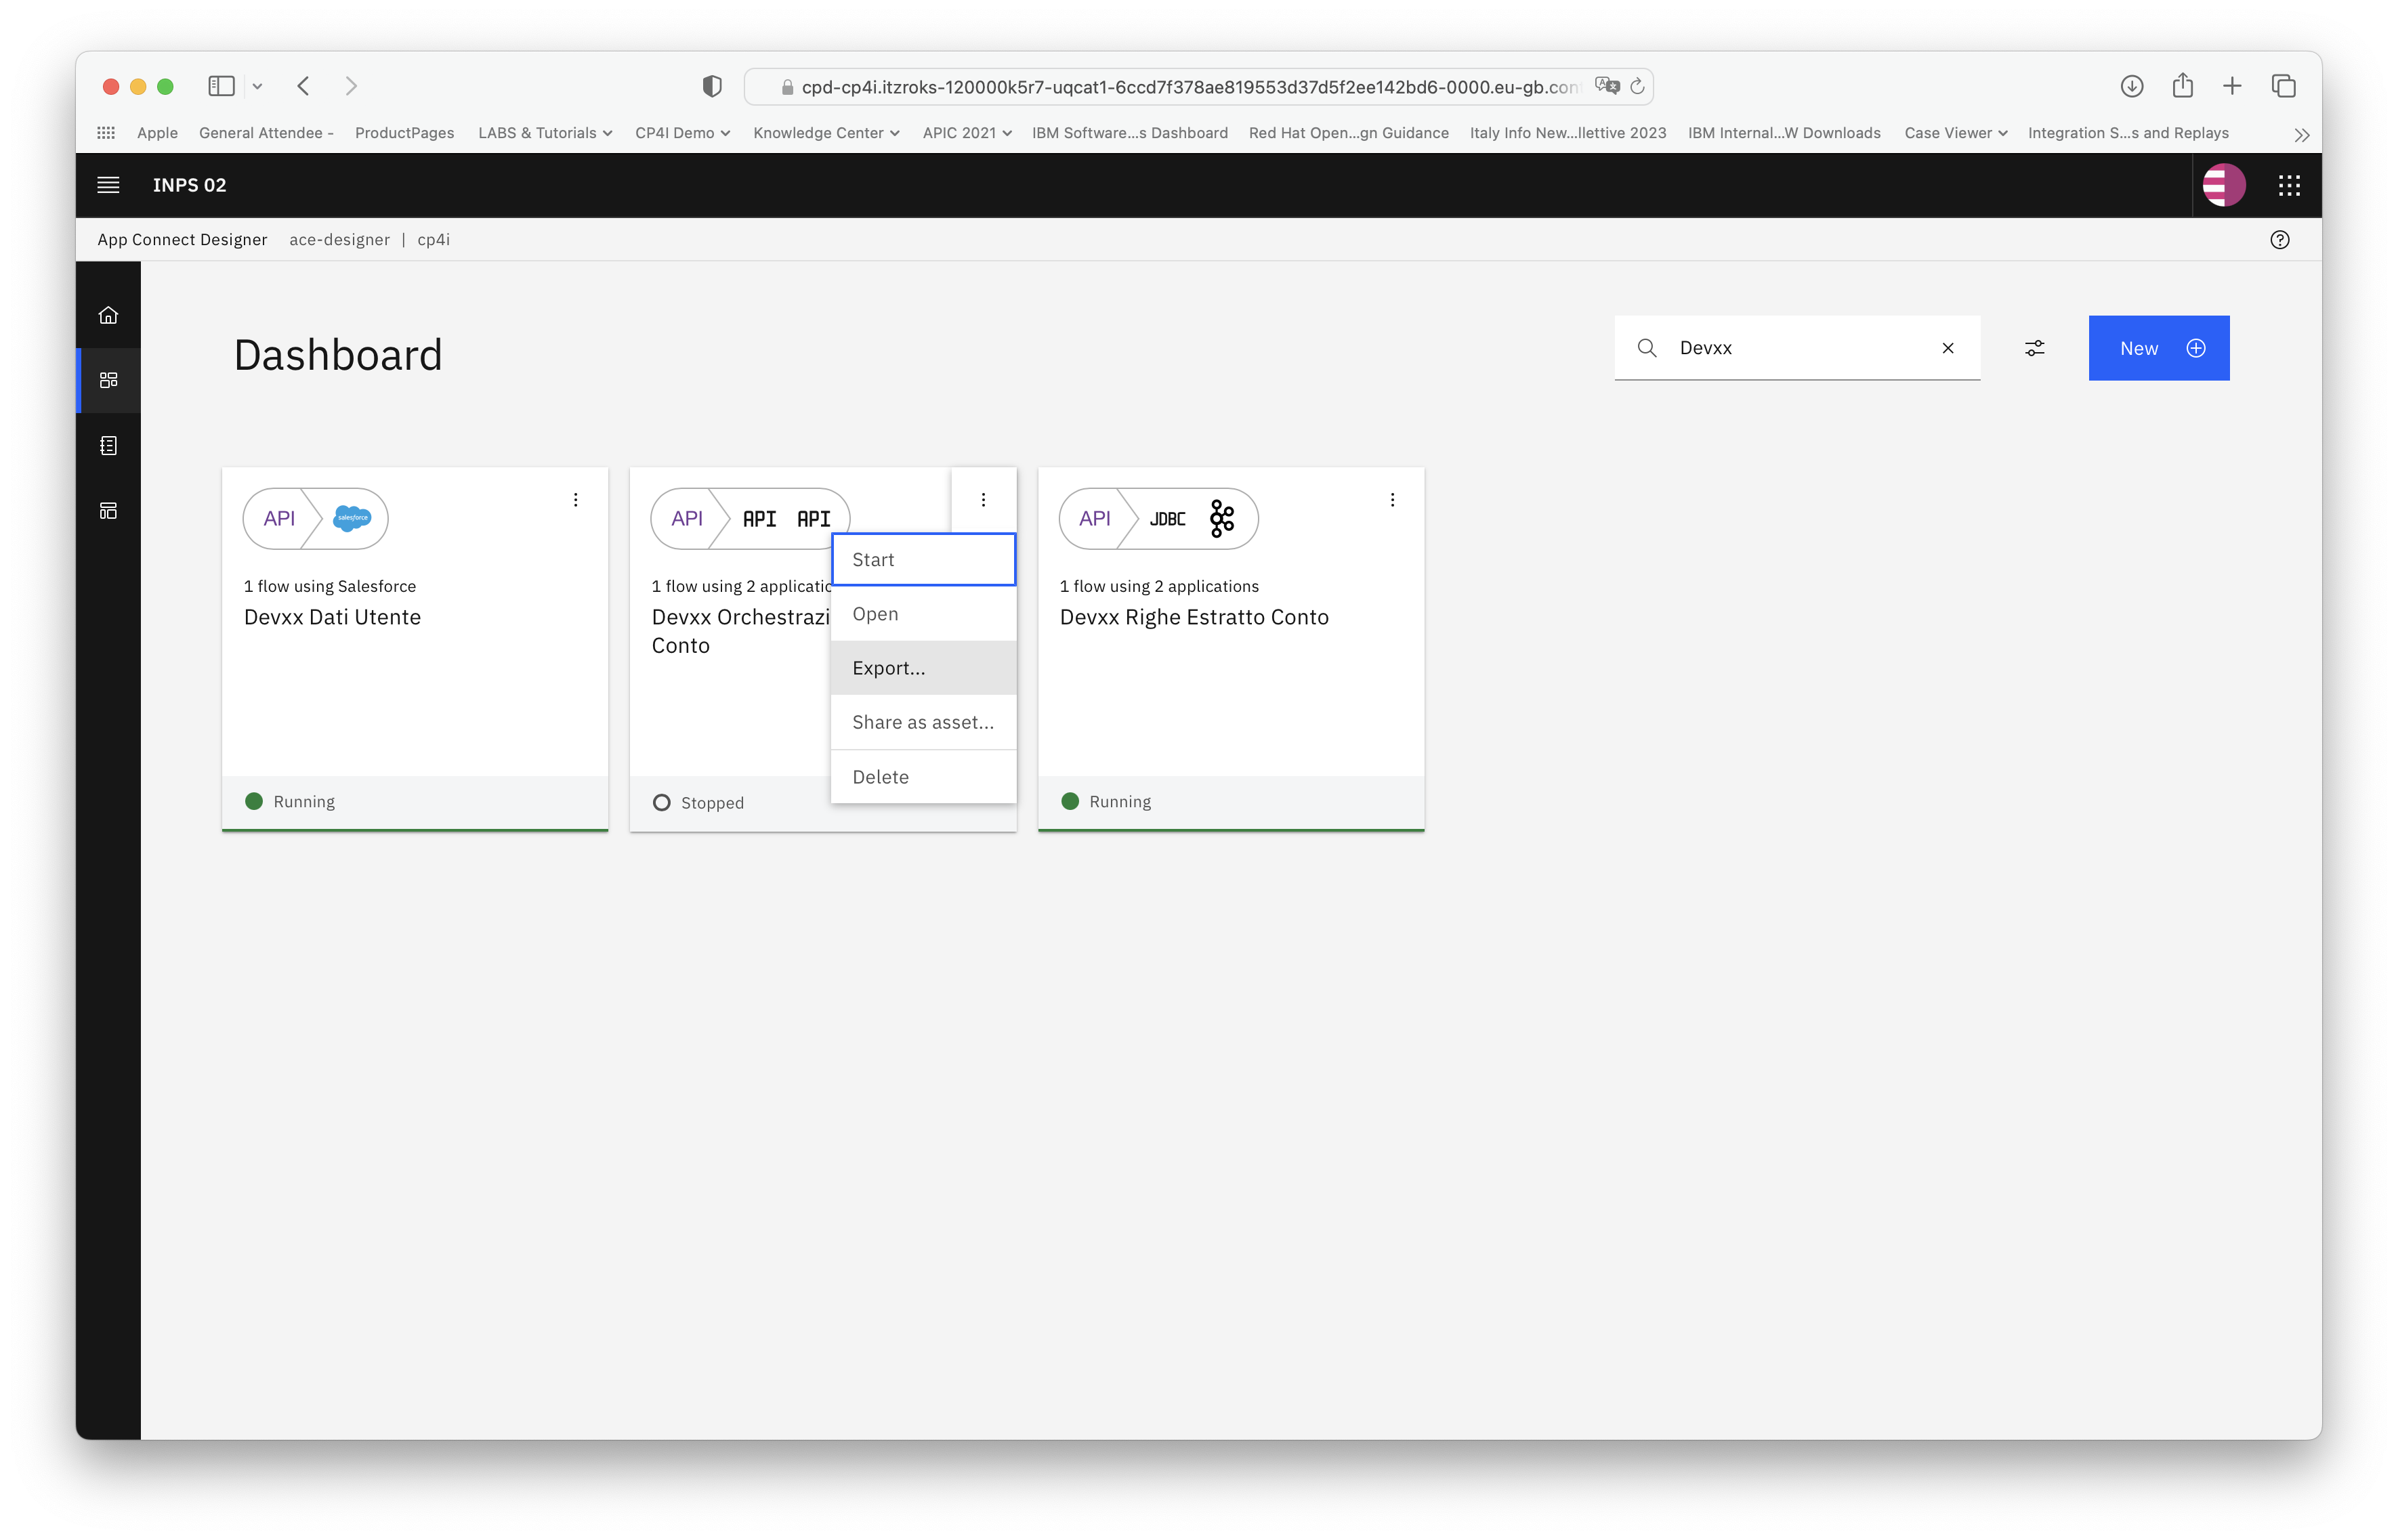 cpd-cp4i.itzroks-120000k5r7-uqcat1-6ccd7f378ae819553d37d5f2ee142bd6-0000.eu-gb.con
Apple General Attendee - ProductPages LABS & Tutorials CP4I Demo Knowledge Center APIC 2021 IBM Software...s Dashboard Red Hat Open...gn Guidance Italy Info New...llettive 2023 IBM Internal...W Downloads Case Viewer Integration S...s and Replays
INPS 02
App Connect Designer ace-designer | cp4i
Dashboard
Devxx
New
API salesforce
1 flow using Salesforce
Devxx Dati Utente
Running
API API API
1 flow using 2 applicatio
Devxx Orchestrazi
Conto
Stopped
Start
Open
Export...
Share as asset...
Delete
API JDBC
1 flow using 2 applications
Devxx Righe Estratto Conto
Running